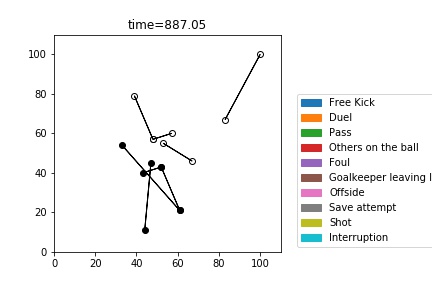 time=887.05
100
80
60
40
20
0
0 20 40 60 80 100
Free Kick
Duel
Pass
Others on the ball
Foul
Goalkeeper leaving l
Offside
Save attempt
Shot
Interruption